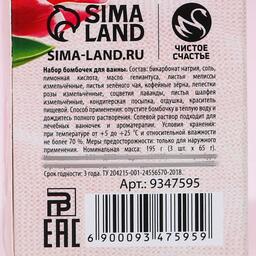 SIMA
LAND
SIMA-LAND.RU
ЧИСТОЕ
СЧАСТЬЕ
Набор бомбочек для ванны. Состав: бикарбонат натрия, соль,
лимонная кислота, масло гелиантуса, листья мелиссы
измельчённые, листья зелёного чая, кофейные зёрна, лепестки
розы измельчённые, соцветия лаванды, листья шалфея
измельчённые, кондитерская посыпка, отдушка, краситель
пищевой. Способ применения: опустите бомбочку в тёплую воду и
дождитесь полного растворения. Солевой раствор подходит для
лечебных ванночек и ароматерапии. Условия хранения:
при температуре от +5 до +25 °С и относительной влажности
не более 70 %. Меры предосторожности: только для наружного
применения. Номинальная масса: 195 г (3 шт. х 65 г).
Срок годности: 3 года. ТУ 204215-001-24556570-2018.
Арт.: 9347595
EAC
6 900093 475959